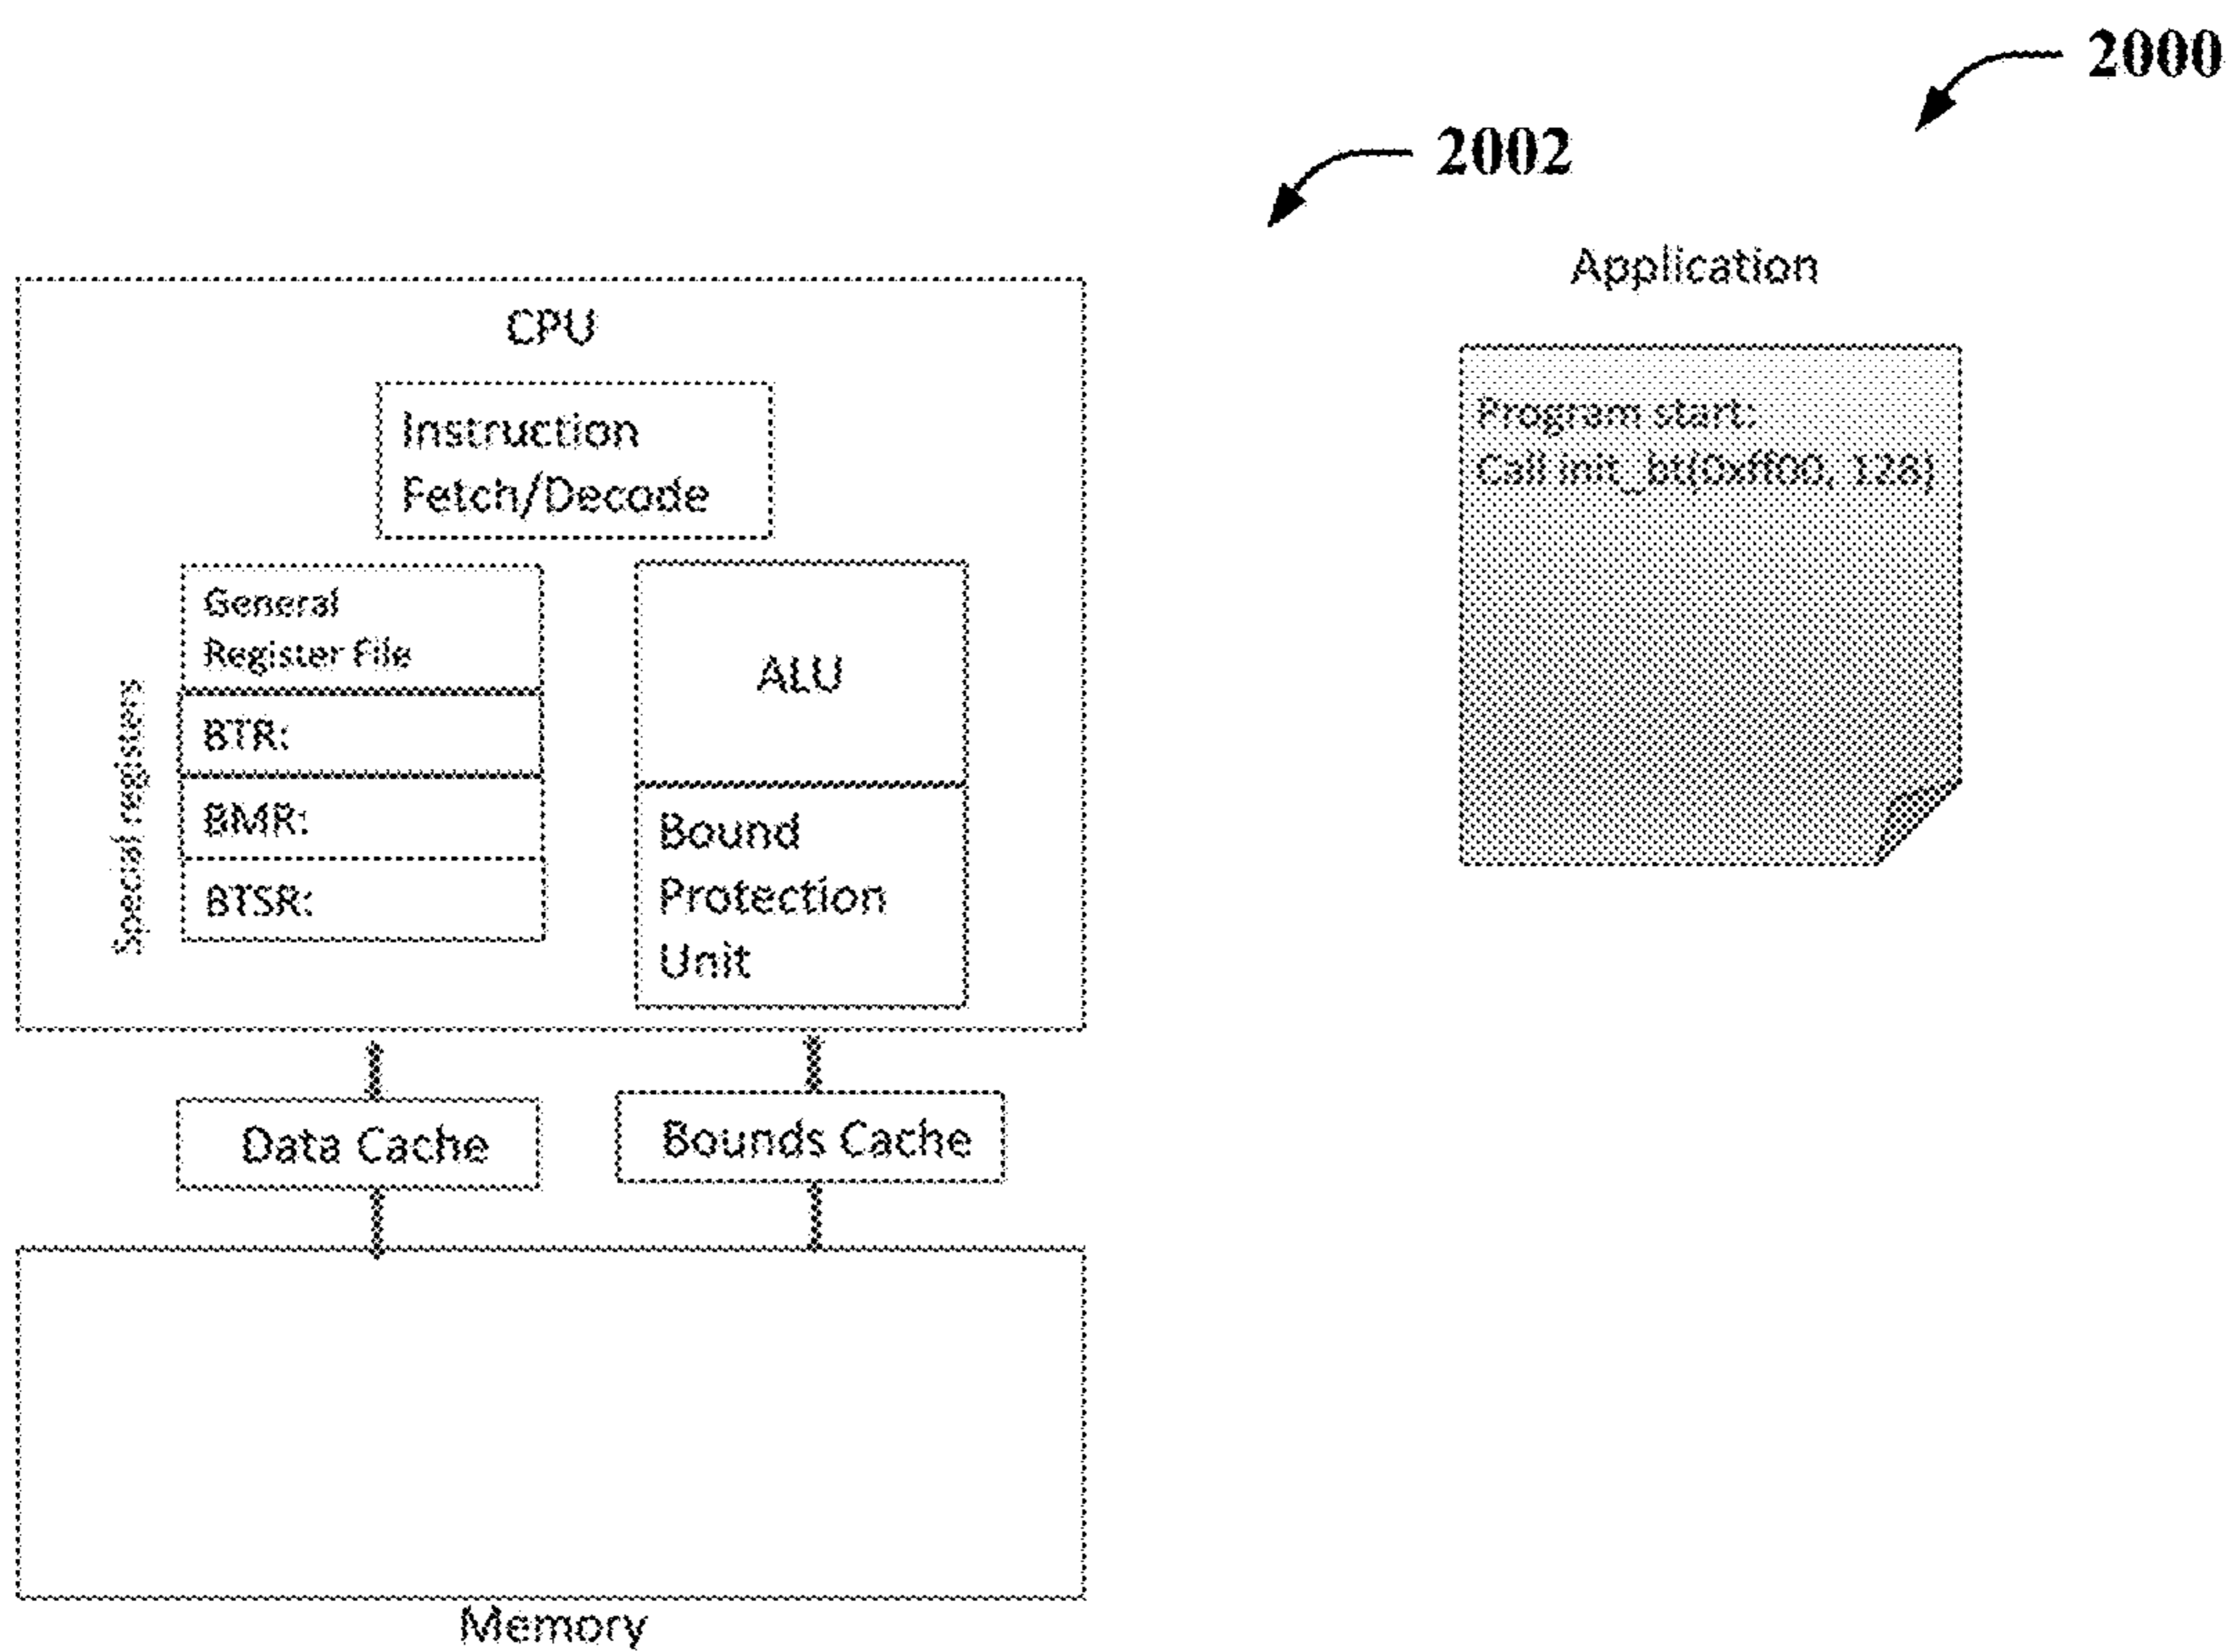 2000
2002
Application
CPU
Program start:
Call init_bt(0xff00, 128)
Instruction
Fetch/Decode
General
Register File
ALU
Special registers
BTR:
BMR:
BTSR:
Bound
Protection
Unit
Data Cache
Bounds Cache
Memory